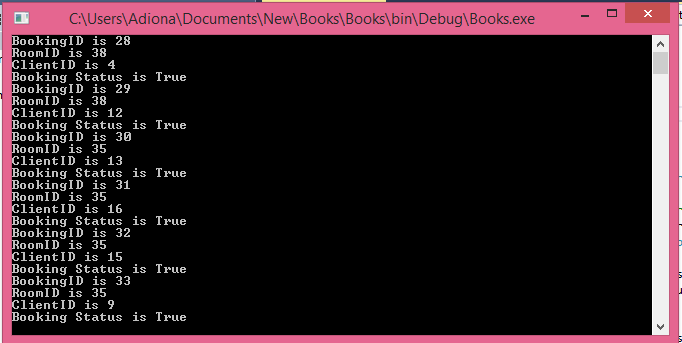 C:\Users\Adiona\Documents\New\Books\Books\bin\Debug\Books.exe
BookingID is 28
RoomID is 38
ClientID is 4
Booking Status is True
BookingID is 29
RoomID is 38
ClientID is 12
Booking Status is True
BookingID is 30
RoomID is 35
ClientID is 13
Booking Status is True
BookingID is 31
RoomID is 35
ClientID is 16
Booking Status is True
BookingID is 32
RoomID is 35
ClientID is 15
Booking Status is True
BookingID is 33
RoomID is 35
ClientID is 9
Booking Status is True